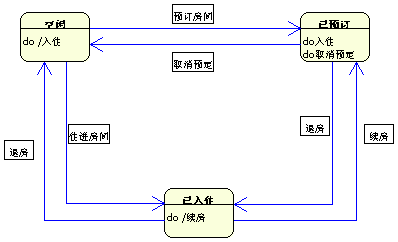 空闲
do /入住
预订房间
已预订
do入住
do取消预定
取消预定
退房
住进房间
退房
续房
已入住
do /续房